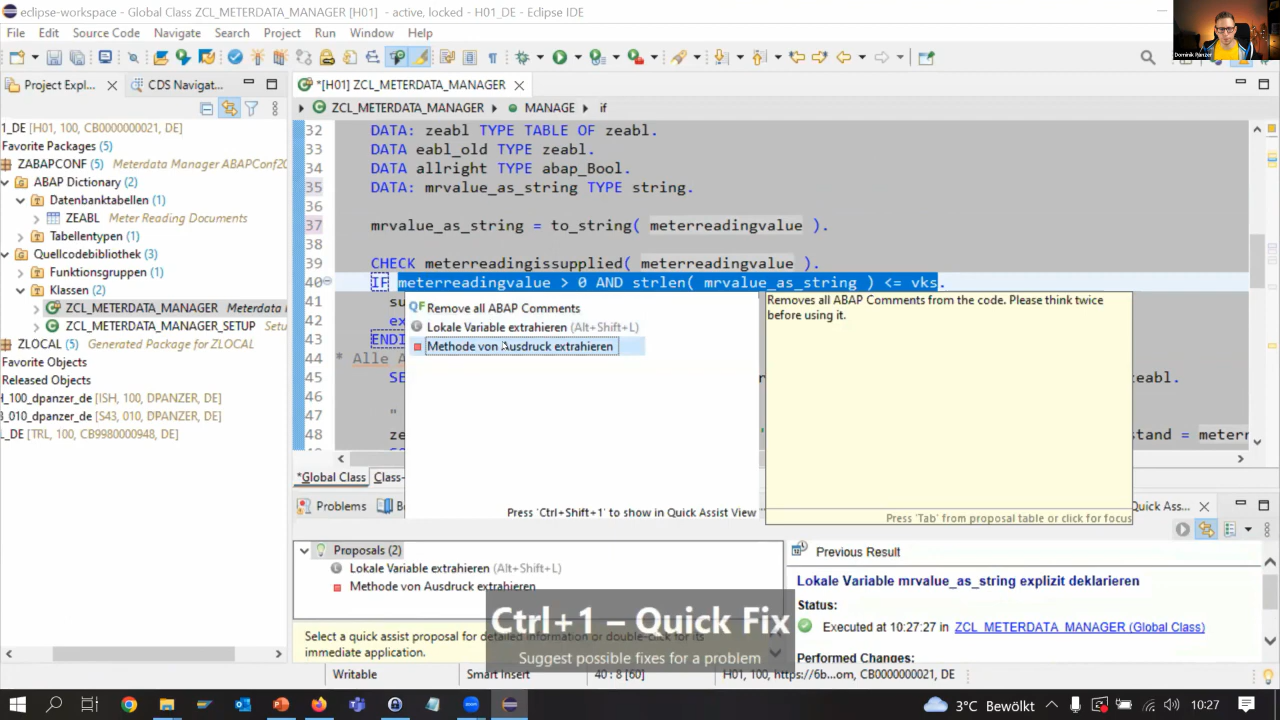 eclipse-workspace - Global Class ZCL_METERDATA_MANAGER [H01] - active, locked - H01_DE - Eclipse IDE
File Edit Source Code Navigate Search Project Run Window Help
Dominik Panzer
Project Expl...
CDS Navigat...
*[H01] ZCL_METERDATA_MANAGER
ZCL_METERDATA_MANAGER
MANAGE
if
1_DE [H01, 100, CB0000000021, DE]
Favorite Packages (5)
ZABAPCONF (5) Meterdata Manager ABAPConf20
ABAP Dictionary (2)
Datenbanktabellen (1)
ZEABL Meter Reading Documents
Tabellentypen (1)
Quellcodebibliothek (3)
Funktionsgruppen (1)
Klassen (2)
ZCL_METERDATA_MANAGER Meterdata
ZCL_METERDATA_MANAGER_SETUP Setu
ZLOCAL (5) Generated Package for ZLOCAL
Favorite Objects
Released Objects
H_100_dpanzer_de [ISH, 100, DPANZER, DE]
3_010_dpanzer_de [S43, 010, DPANZER, DE]
L_DE [TRL, 100, CB9980000948, DE]
32 DATA: zeabl TYPE TABLE OF zeabl.
33 DATA eabl_old TYPE zeabl.
34 DATA allright TYPE abap_Bool.
35 DATA: mrvalue_as_string TYPE string.
36
37 mrvalue_as_string = to_string( meterreadingvalue ).
38
39 CHECK meterreadingissupplied( meterreadingvalue ).
40 IF meterreadingvalue > 0 AND strlen( mrvalue_as_string ) <= vks.
41 su
42 ex
43 ENDI
44 * Alle A
45 SE zeabl.
46
47 "
48 ze stand = meterr
Remove all ABAP Comments
Lokale Variable extrahieren (Alt+Shift+L)
Methode von Ausdruck extrahieren
Press 'Ctrl+Shift+1' to show in Quick Assist View
Removes all ABAP Comments from the code. Please think twice
before using it.
Press 'Tab' from proposal table or click for focus
*Global Class
Class-
Problems
Quick Ass...
Proposals (2)
Lokale Variable extrahieren (Alt+Shift+L)
Methode von Ausdruck extrahieren
Select a quick assist proposal for detailed information or double-click for its
immediate application.
Previous Result
Lokale Variable mrvalue_as_string explizit deklarieren
Status:
Executed at 10:27:27 in ZCL_METERDATA_MANAGER (Global Class)
Performed Changes:
Ctrl+1 – Quick Fix
Suggest possible fixes for a problem
Writable
Smart Insert
40 : 8 [60]
H01, 100, https://6b...om, CB0000000021, DE
3°C Bewölkt
10:27